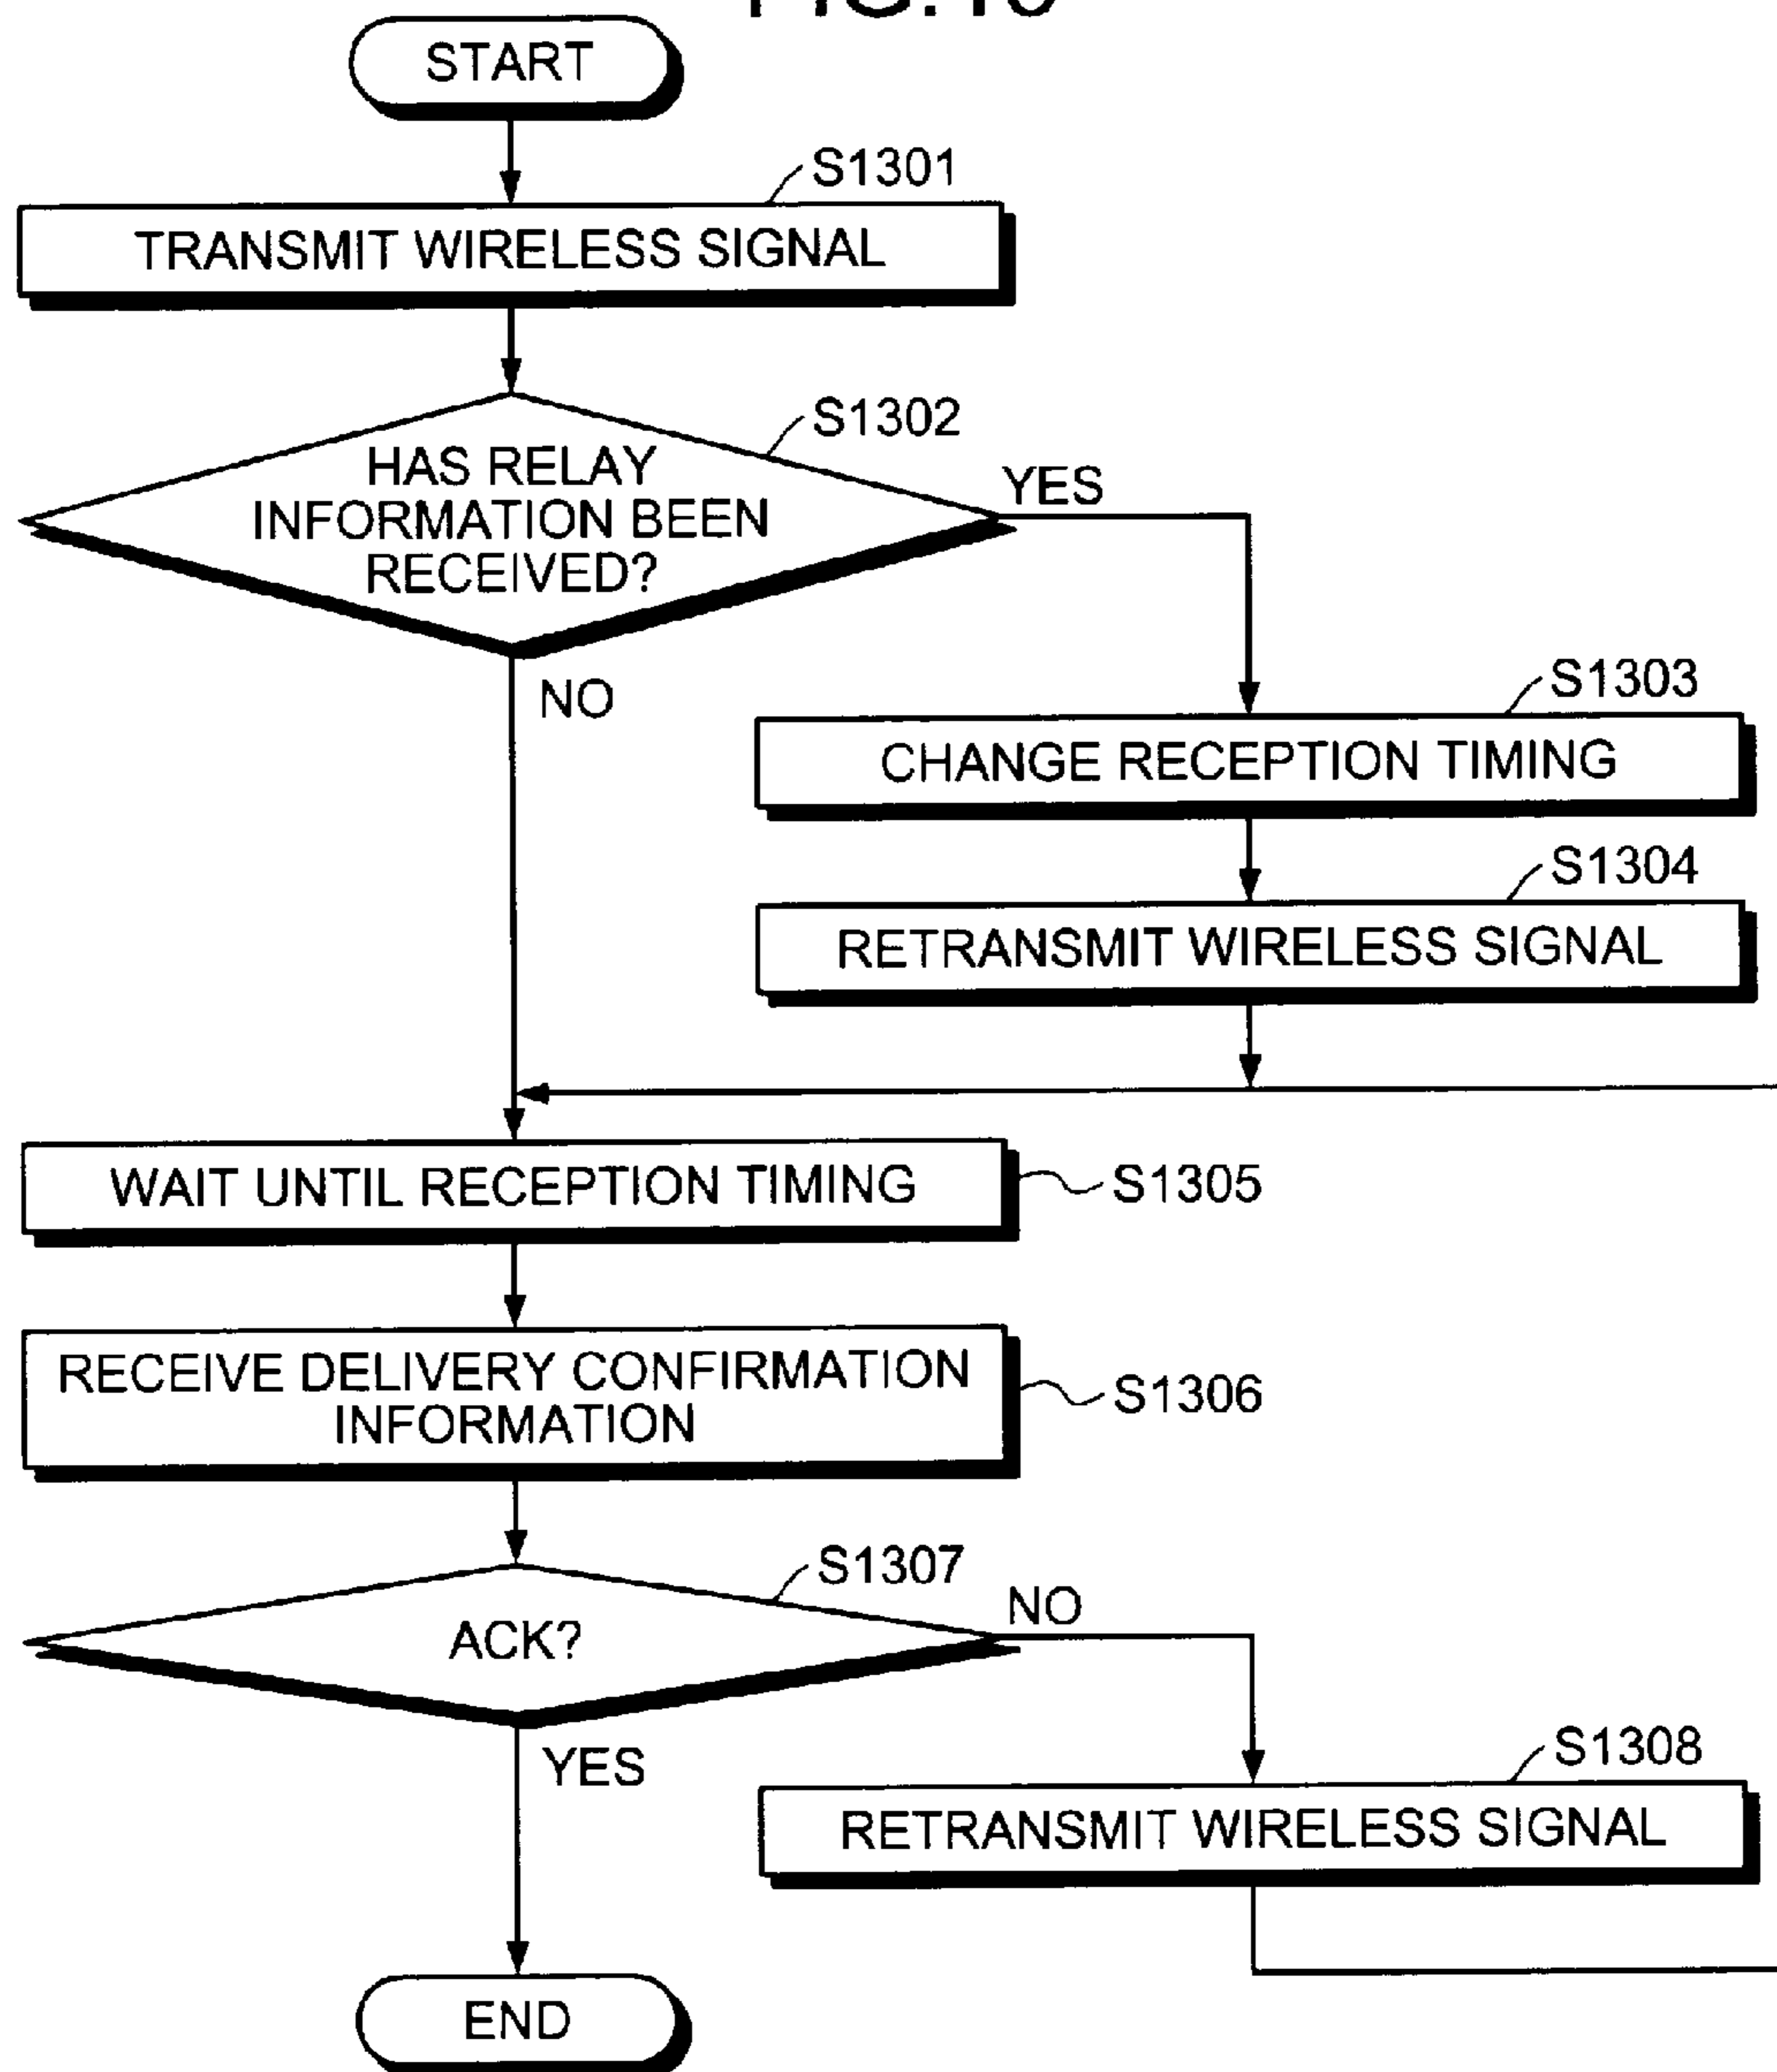 START
S1301
TRANSMIT WIRELESS SIGNAL
S1302
HAS RELAY
INFORMATION BEEN
RECEIVED?
YES
NO
S1303
CHANGE RECEPTION TIMING
S1304
RETRANSMIT WIRELESS SIGNAL
WAIT UNTIL RECEPTION TIMING
S1305
RECEIVE DELIVERY CONFIRMATION
INFORMATION
S1306
S1307
ACK?
NO
YES
S1308
RETRANSMIT WIRELESS SIGNAL
END